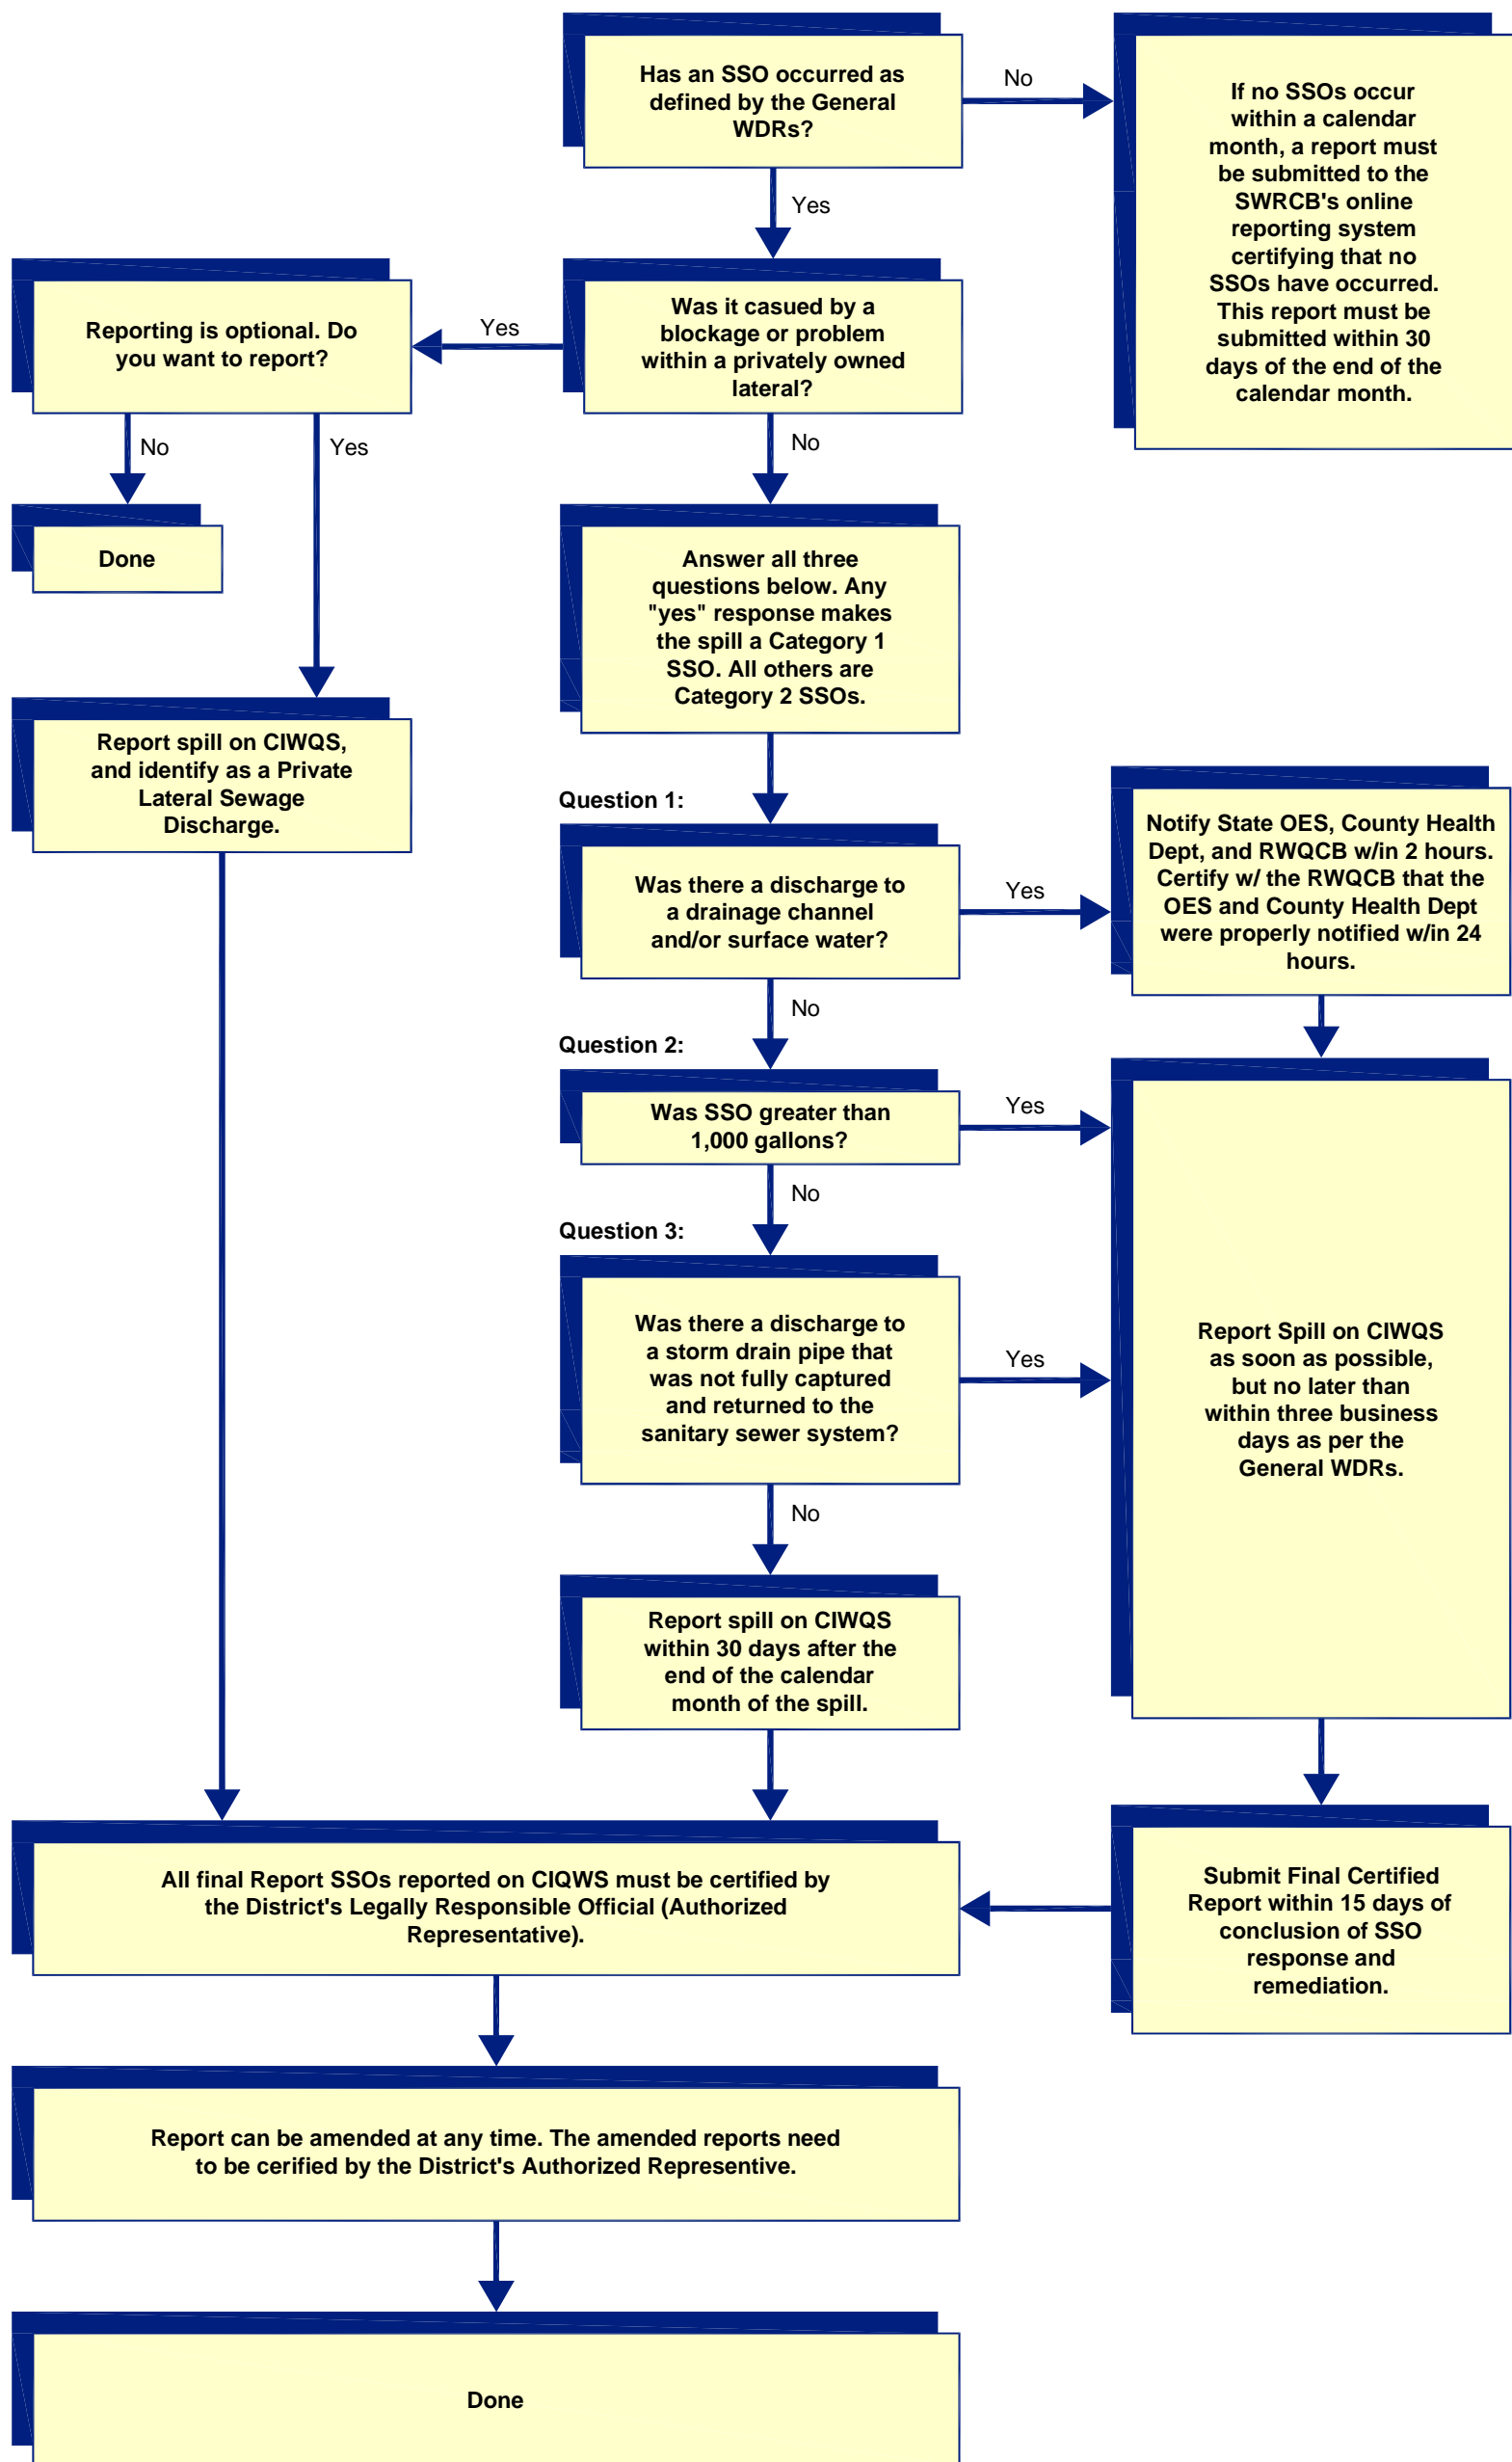 Has an SSO occurred as
defined by the General
WDRs?
No
If no SSOs occur
within a calendar
month, a report must
be submitted to the
SWRCB's online
reporting system
certifying that no
SSOs have occurred.
This report must be
submitted within 30
days of the end of the
calendar month.
Yes
Was it casued by a
blockage or problem
within a privately owned
lateral?
Yes
Reporting is optional. Do
you want to report?
No
Yes
No
Done
Answer all three
questions below. Any
"yes" response makes
the spill a Category 1
SSO. All others are
Category 2 SSOs.
Report spill on CIWQS,
and identify as a Private
Lateral Sewage
Discharge.
Question 1:
Was there a discharge to
a drainage channel
and/or surface water?
Yes
Notify State OES, County Health
Dept, and RWQCB w/in 2 hours.
Certify w/ the RWQCB that the
OES and County Health Dept
were properly notified w/in 24
hours.
No
Question 2:
Was SSO greater than
1,000 gallons?
Yes
No
Question 3:
Was there a discharge to
a storm drain pipe that
was not fully captured
and returned to the
sanitary sewer system?
Yes
Report Spill on CIWQS
as soon as possible,
but no later than
within three business
days as per the
General WDRs.
No
Report spill on CIWQS
within 30 days after the
end of the calendar
month of the spill.
All final Report SSOs reported on CIQWS must be certified by
the District's Legally Responsible Official (Authorized
Representative).
Submit Final Certified
Report within 15 days of
conclusion of SSO
response and
remediation.
Report can be amended at any time. The amended reports need
to be cerified by the District's Authorized Representive.
Done